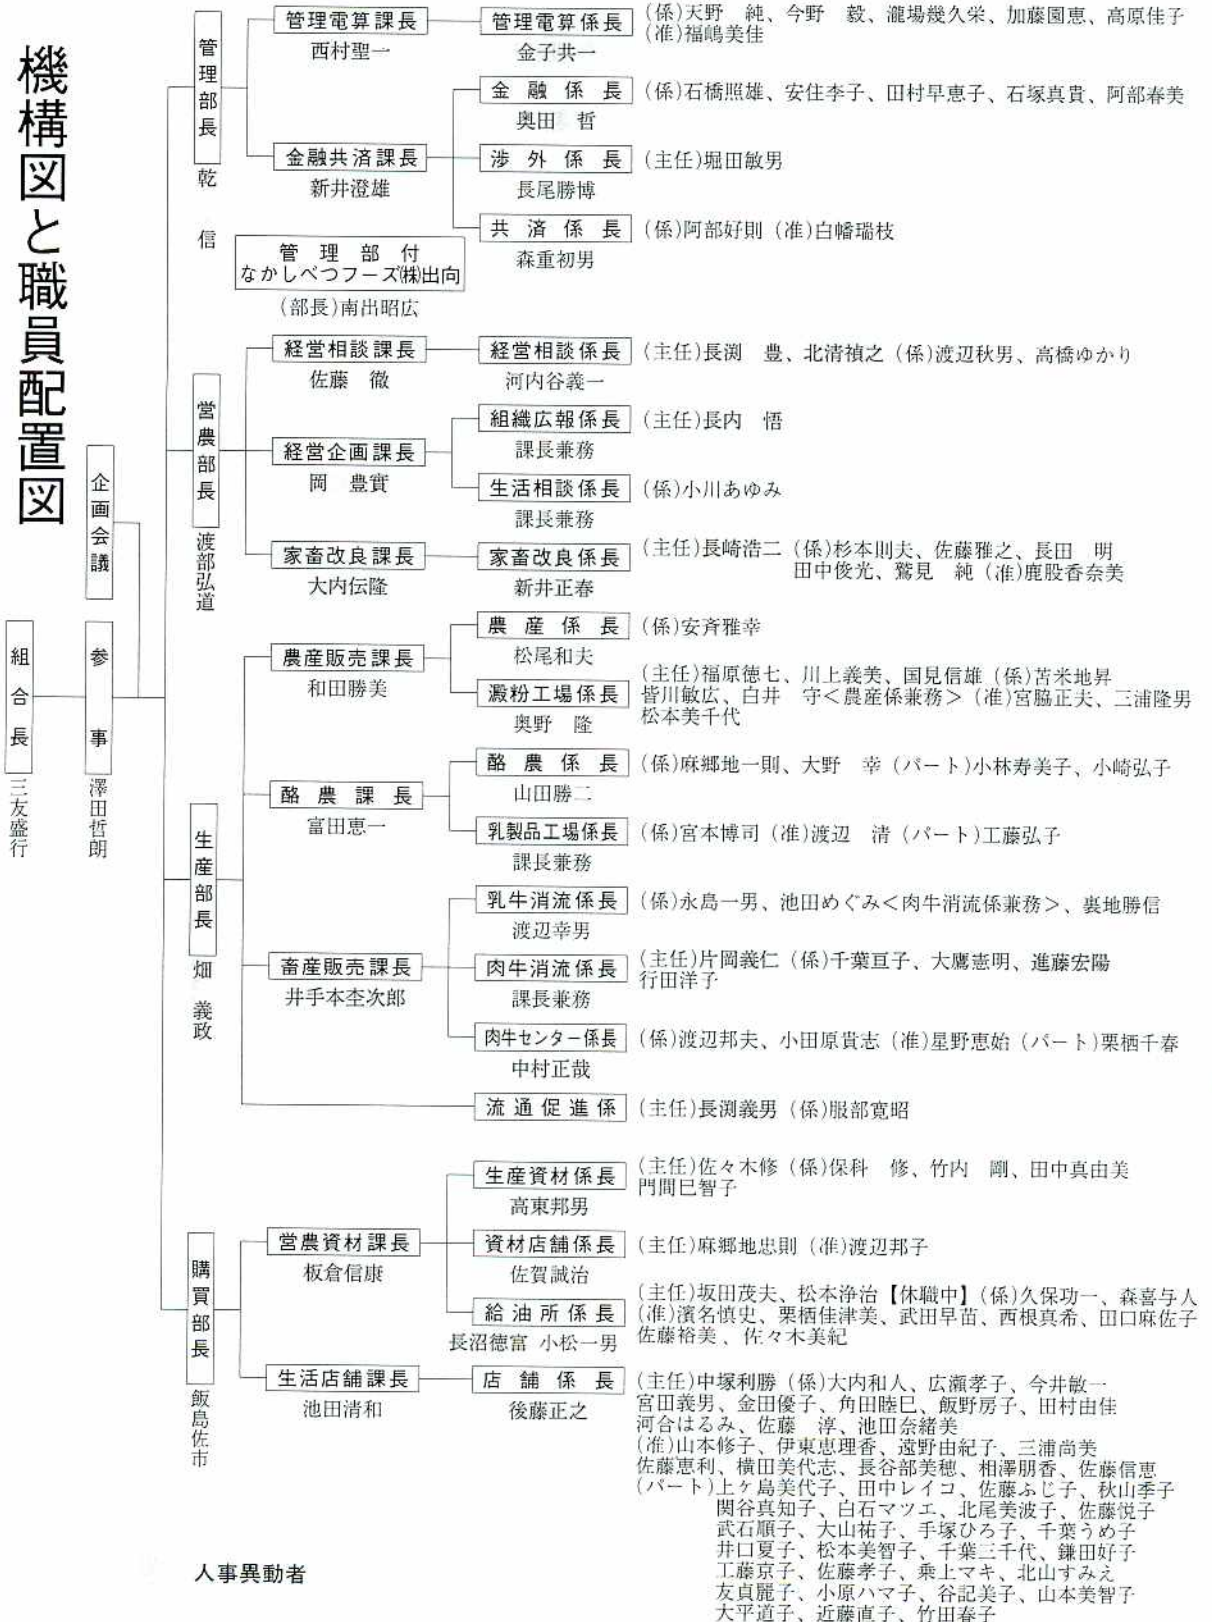 機構図と職員配置図
組合長
三友盛行
参事
澤田哲朗
企画会議
管理部長
乾 信
管理電算課長
西村聖一
管理電算係長
金子共一
(係)天野 純、今野 毅、瀧場幾久栄、加藤園恵、高原佳子
(准)福嶋美佳
金融共済課長
新井澄雄
金融係長
奥田 哲
(係)石橋照雄、安住李子、田村早恵子、石塚真貴、阿部春美
渉外係長
長尾勝博
(主任)堀田敏男
共済係長
森重初男
(係)阿部好則(准)白幡瑞枝
管理部付
なかしべつフーズ㈱出向
(部長)南出昭広
営農部長
渡部弘道
経営相談課長
佐藤 徹
経営相談係長
河内谷義一
(主任)長渕 豊、北清禎之(係)渡辺秋男、高橋ゆかり
経営企画課長
岡 豊實
組織広報係長
課長兼務
(主任)長内 悟
生活相談係長
課長兼務
(係)小川あゆみ
家畜改良課長
大内伝隆
家畜改良係長
新井正春
(主任)長崎浩二(係)杉本則夫、佐藤雅之、長田 明
田中俊光、鷲見 純(准)鹿股香奈美
生産部長
畑 義政
農産販売課長
和田勝美
農産係長
松尾和夫
(係)安斉雅幸
澱粉工場係長
奥野 隆
(主任)福原徳七、川上義美、国見信雄(係)苫米地昇
皆川敏広、白井 守<農産係兼務>(准)宮脇正夫、三浦隆男
松本美千代
酪農課長
富田恵一
酪農係長
山田勝二
(係)麻郷地一則、大野 幸(パート)小林寿美子、小崎弘子
乳製品工場係長
課長兼務
(係)宮本博司(准)渡辺 清(パート)工藤弘子
畜産販売課長
井手本杢次郎
乳牛消流係長
渡辺幸男
(係)永島一男、池田めぐみ<肉牛消流係兼務>、裏地勝信
肉牛消流係長
課長兼務
(主任)片岡義仁(係)千葉亘子、大鷹憲明、進藤宏陽
行田洋子
肉牛センター係長
中村正哉
(係)渡辺邦夫、小田原貴志(准)星野恵始(パート)栗栖千春
流通促進係
(主任)長渕義男(係)服部寛昭
購買部長
飯島佐市
営農資材課長
板倉信康
生産資材係長
高東邦男
(主任)佐々木修(係)保科 修、竹内 剛、田中真由美
門間巳智子
資材店舗係長
佐賀誠治
(主任)麻郷地忠則(准)渡辺邦子
給油所係長
長沼徳富 小松一男
(主任)坂田茂夫、松本浄治【休職中】(係)久保功一、森喜与人
(准)濱名慎史、栗栖佳津美、武田早苗、西根真希、田口麻佐子
佐藤裕美、佐々木美紀
生活店舗課長
池田清和
店舗係長
後藤正之
(主任)中塚利勝(係)大内和人、広瀬孝子、今井敏一
宮田義男、金田優子、角田睦巳、飯野房子、田村由佳
河合はるみ、佐藤 淳、池田奈緒美
(准)山本修子、伊東恵理香、遠野由紀子、三浦尚美
佐藤恵利、横田美代志、長谷部美穂、相澤朋香、佐藤信恵
(パート)上ケ島美代子、田中レイコ、佐藤ふじ子、秋山季子
関谷真知子、白石マツエ、北尾美波子、佐藤悦子
武石順子、大山祐子、手塚ひろ子、千葉うめ子
井口夏子、松本美智子、千葉三千代、鎌田好子
工藤京子、佐藤孝子、乗上マキ、北山すみえ
友貞麗子、小原ハマ子、谷記美子、山本美智子
大平道子、近藤直子、竹田春子
人事異動者